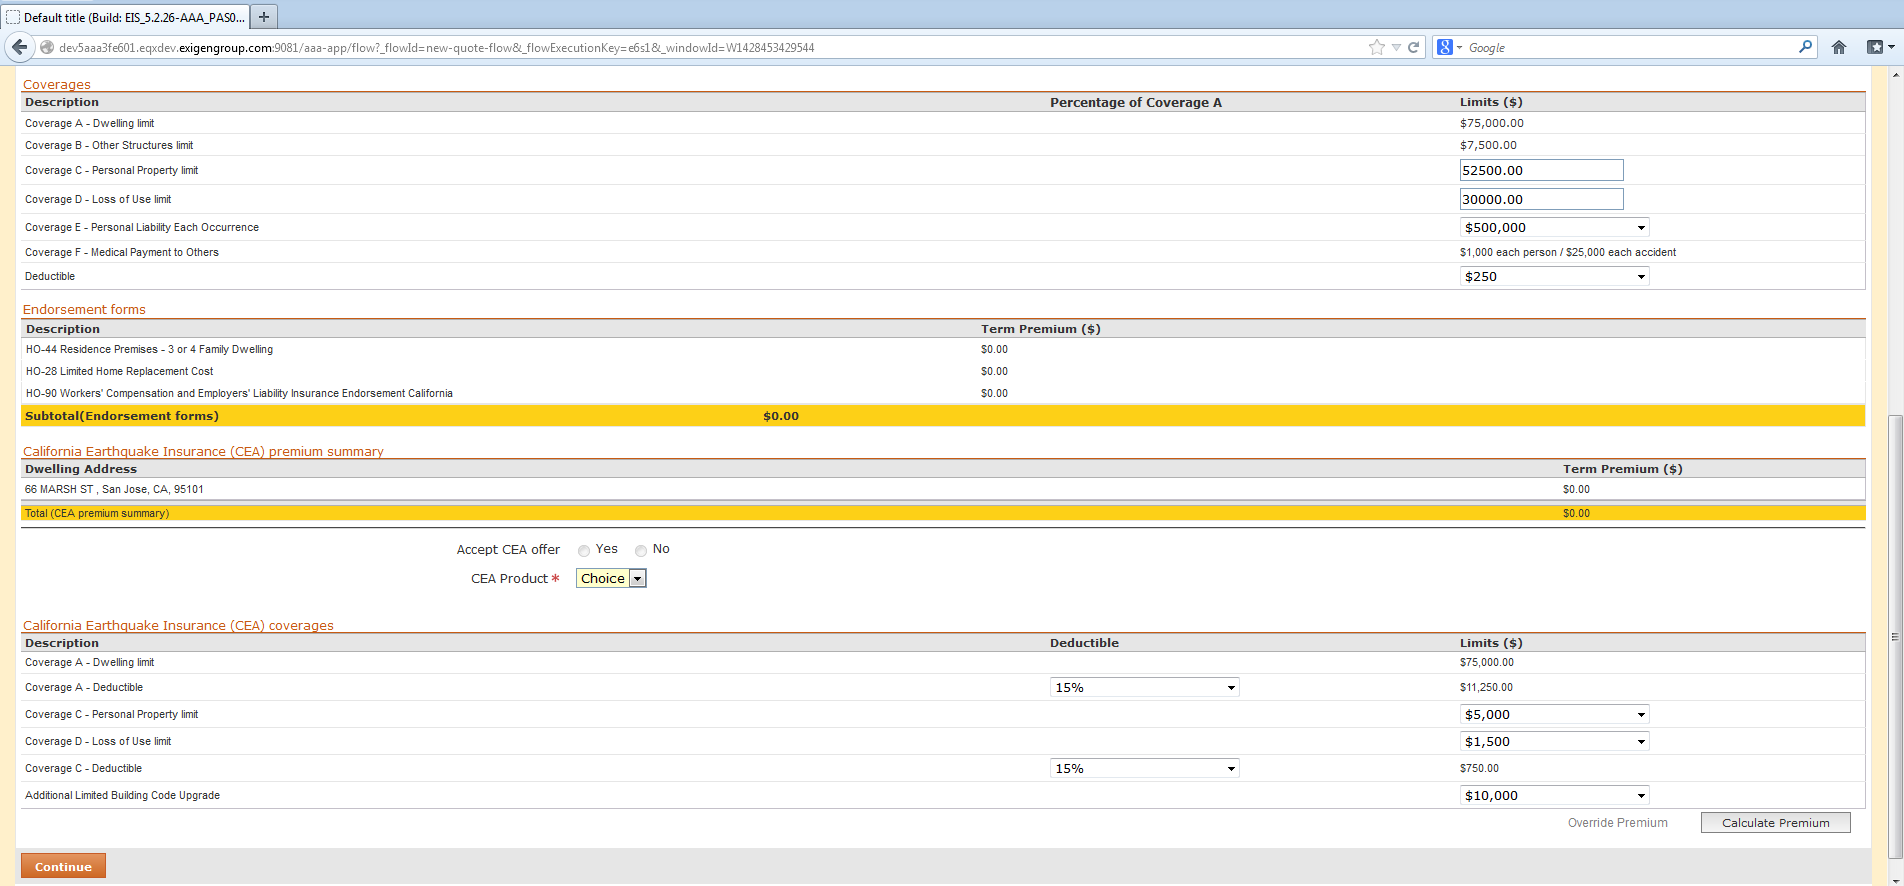 Default title (Build: EIS_5.2.26-AAA_PAS0...
dev5aaa3fe601.eqxdev.exigengroup.com:9081/aaa-app/flow?_flowId=new-quote-flow&_flowExecutionKey=e6s1&_windowId=W1428453429544
Google
Coverages
Description Percentage of Coverage A Limits ($)
Coverage A - Dwelling limit $75,000.00
Coverage B - Other Structures limit $7,500.00
Coverage C - Personal Property limit 52500.00
Coverage D - Loss of Use limit 30000.00
Coverage E - Personal Liability Each Occurrence $500,000
Coverage F - Medical Payment to Others $1,000 each person / $25,000 each accident
Deductible $250
Endorsement forms
Description Term Premium ($)
HO-44 Residence Premises - 3 or 4 Family Dwelling $0.00
HO-28 Limited Home Replacement Cost $0.00
HO-90 Workers' Compensation and Employers' Liability Insurance Endorsement California $0.00
Subtotal(Endorsement forms) $0.00
California Earthquake Insurance (CEA) premium summary
Dwelling Address Term Premium ($)
66 MARSH ST , San Jose, CA, 95101 $0.00
Total (CEA premium summary) $0.00
Accept CEA offer Yes No
CEA Product * Choice
California Earthquake Insurance (CEA) coverages
Description Deductible Limits ($)
Coverage A - Dwelling limit $75,000.00
Coverage A - Deductible 15% $11,250.00
Coverage C - Personal Property limit $5,000
Coverage D - Loss of Use limit $1,500
Coverage C - Deductible 15% $750.00
Additional Limited Building Code Upgrade $10,000
Override Premium Calculate Premium
Continue